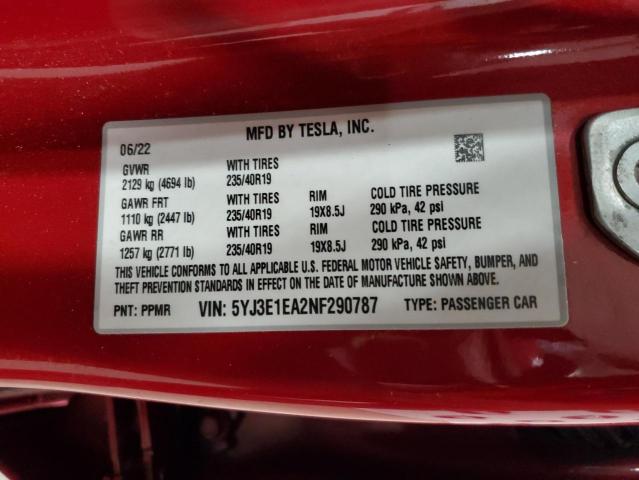 MFD BY TESLA, INC.
06/22
GVWR WITH TIRES
2129 kg (4694 lb) 235/40R19
GAWR FRT WITH TIRES RIM COLD TIRE PRESSURE
1110 kg (2447 lb) 235/40R19 19X8.5J 290 kPa, 42 psi
GAWR RR WITH TIRES RIM COLD TIRE PRESSURE
1257 kg (2771 lb) 235/40R19 19X8.5J 290 kPa, 42 psi
THIS VEHICLE CONFORMS TO ALL APPLICABLE U.S. FEDERAL MOTOR VEHICLE SAFETY, BUMPER, AND
THEFT PREVENTION STANDARDS IN EFFECT ON THE DATE OF MANUFACTURE SHOWN ABOVE.
PNT: PPMR VIN: 5YJ3E1EA2NF290787 TYPE: PASSENGER CAR